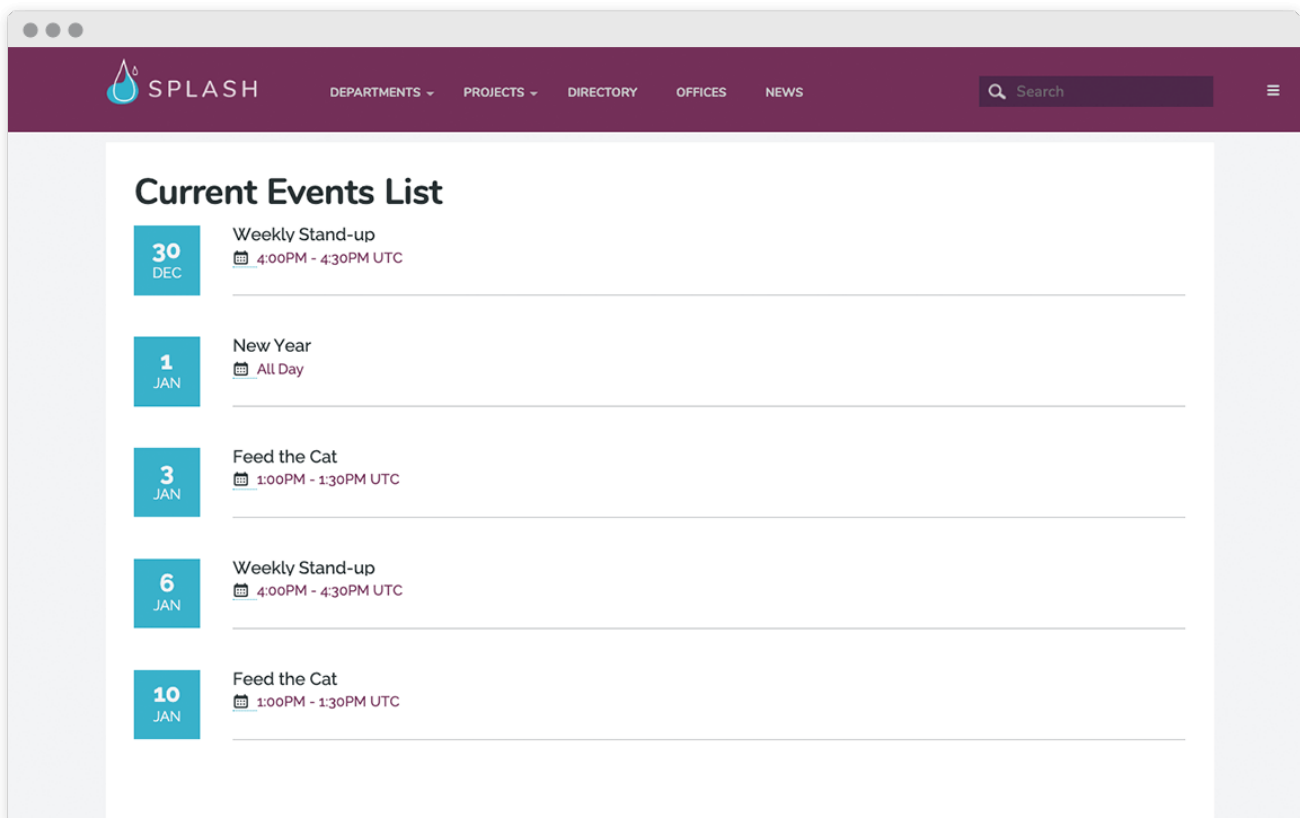 SPLASH
DEPARTMENTS PROJECTS DIRECTORY OFFICES NEWS
Search
Current Events List
30
DEC
Weekly Stand-up
4:00PM - 4:30PM UTC
1
JAN
New Year
All Day
3
JAN
Feed the Cat
1:00PM - 1:30PM UTC
6
JAN
Weekly Stand-up
4:00PM - 4:30PM UTC
10
JAN
Feed the Cat
1:00PM - 1:30PM UTC